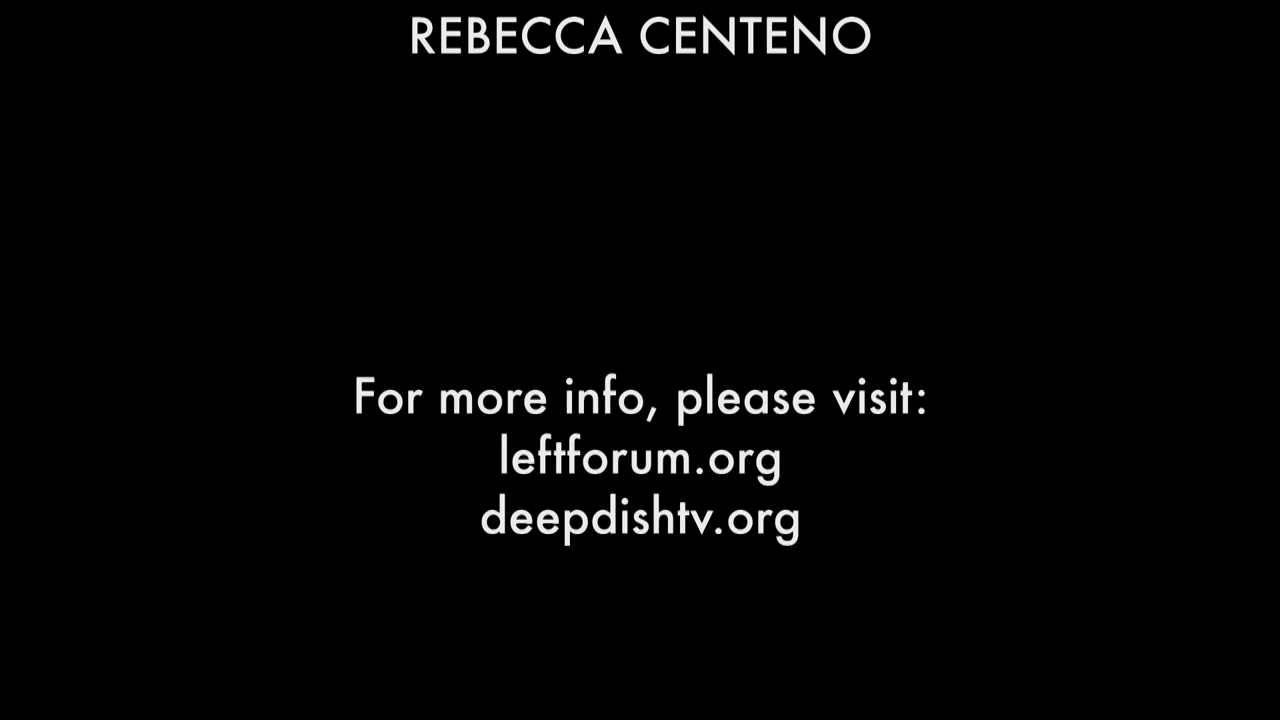 REBECCA CENTENO
For more info, please visit:
leftforum.org
deepdishtv.org